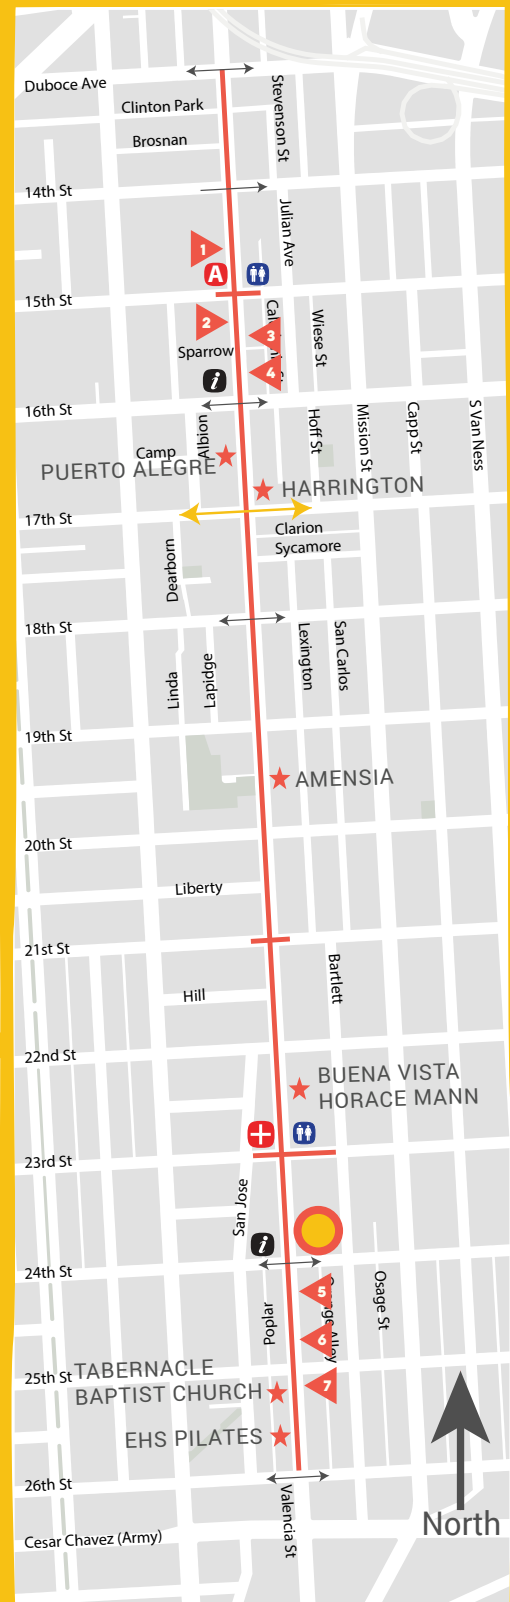 Duboce Ave
Clinton Park
Stevenson St
Brosnan
14th St
Julian Ave
1
A
15th St
2
3
Wiese St
Sparrow
4
i
16th St
Albion
Hoff St
Mission St
Capp St
S Van Ness
Camp
PUERTO ALEGRE
HARRINGTON
17th St
Clarion
Sycamore
Dearborn
18th St
Lexington
San Carlos
Linda
Lapidge
19th St
AMENSIA
20th St
Liberty
21st St
Bartlett
Hill
22nd St
BUENA VISTA
HORACE MANN
23rd St
San Jose
i
24th St
5
Osage St
Poplar
6
Alley
25th St
TABERNACLE
BAPTIST CHURCH
7
EHS PILATES
26th St
Valencia St
North
Cesar Chavez (Army)